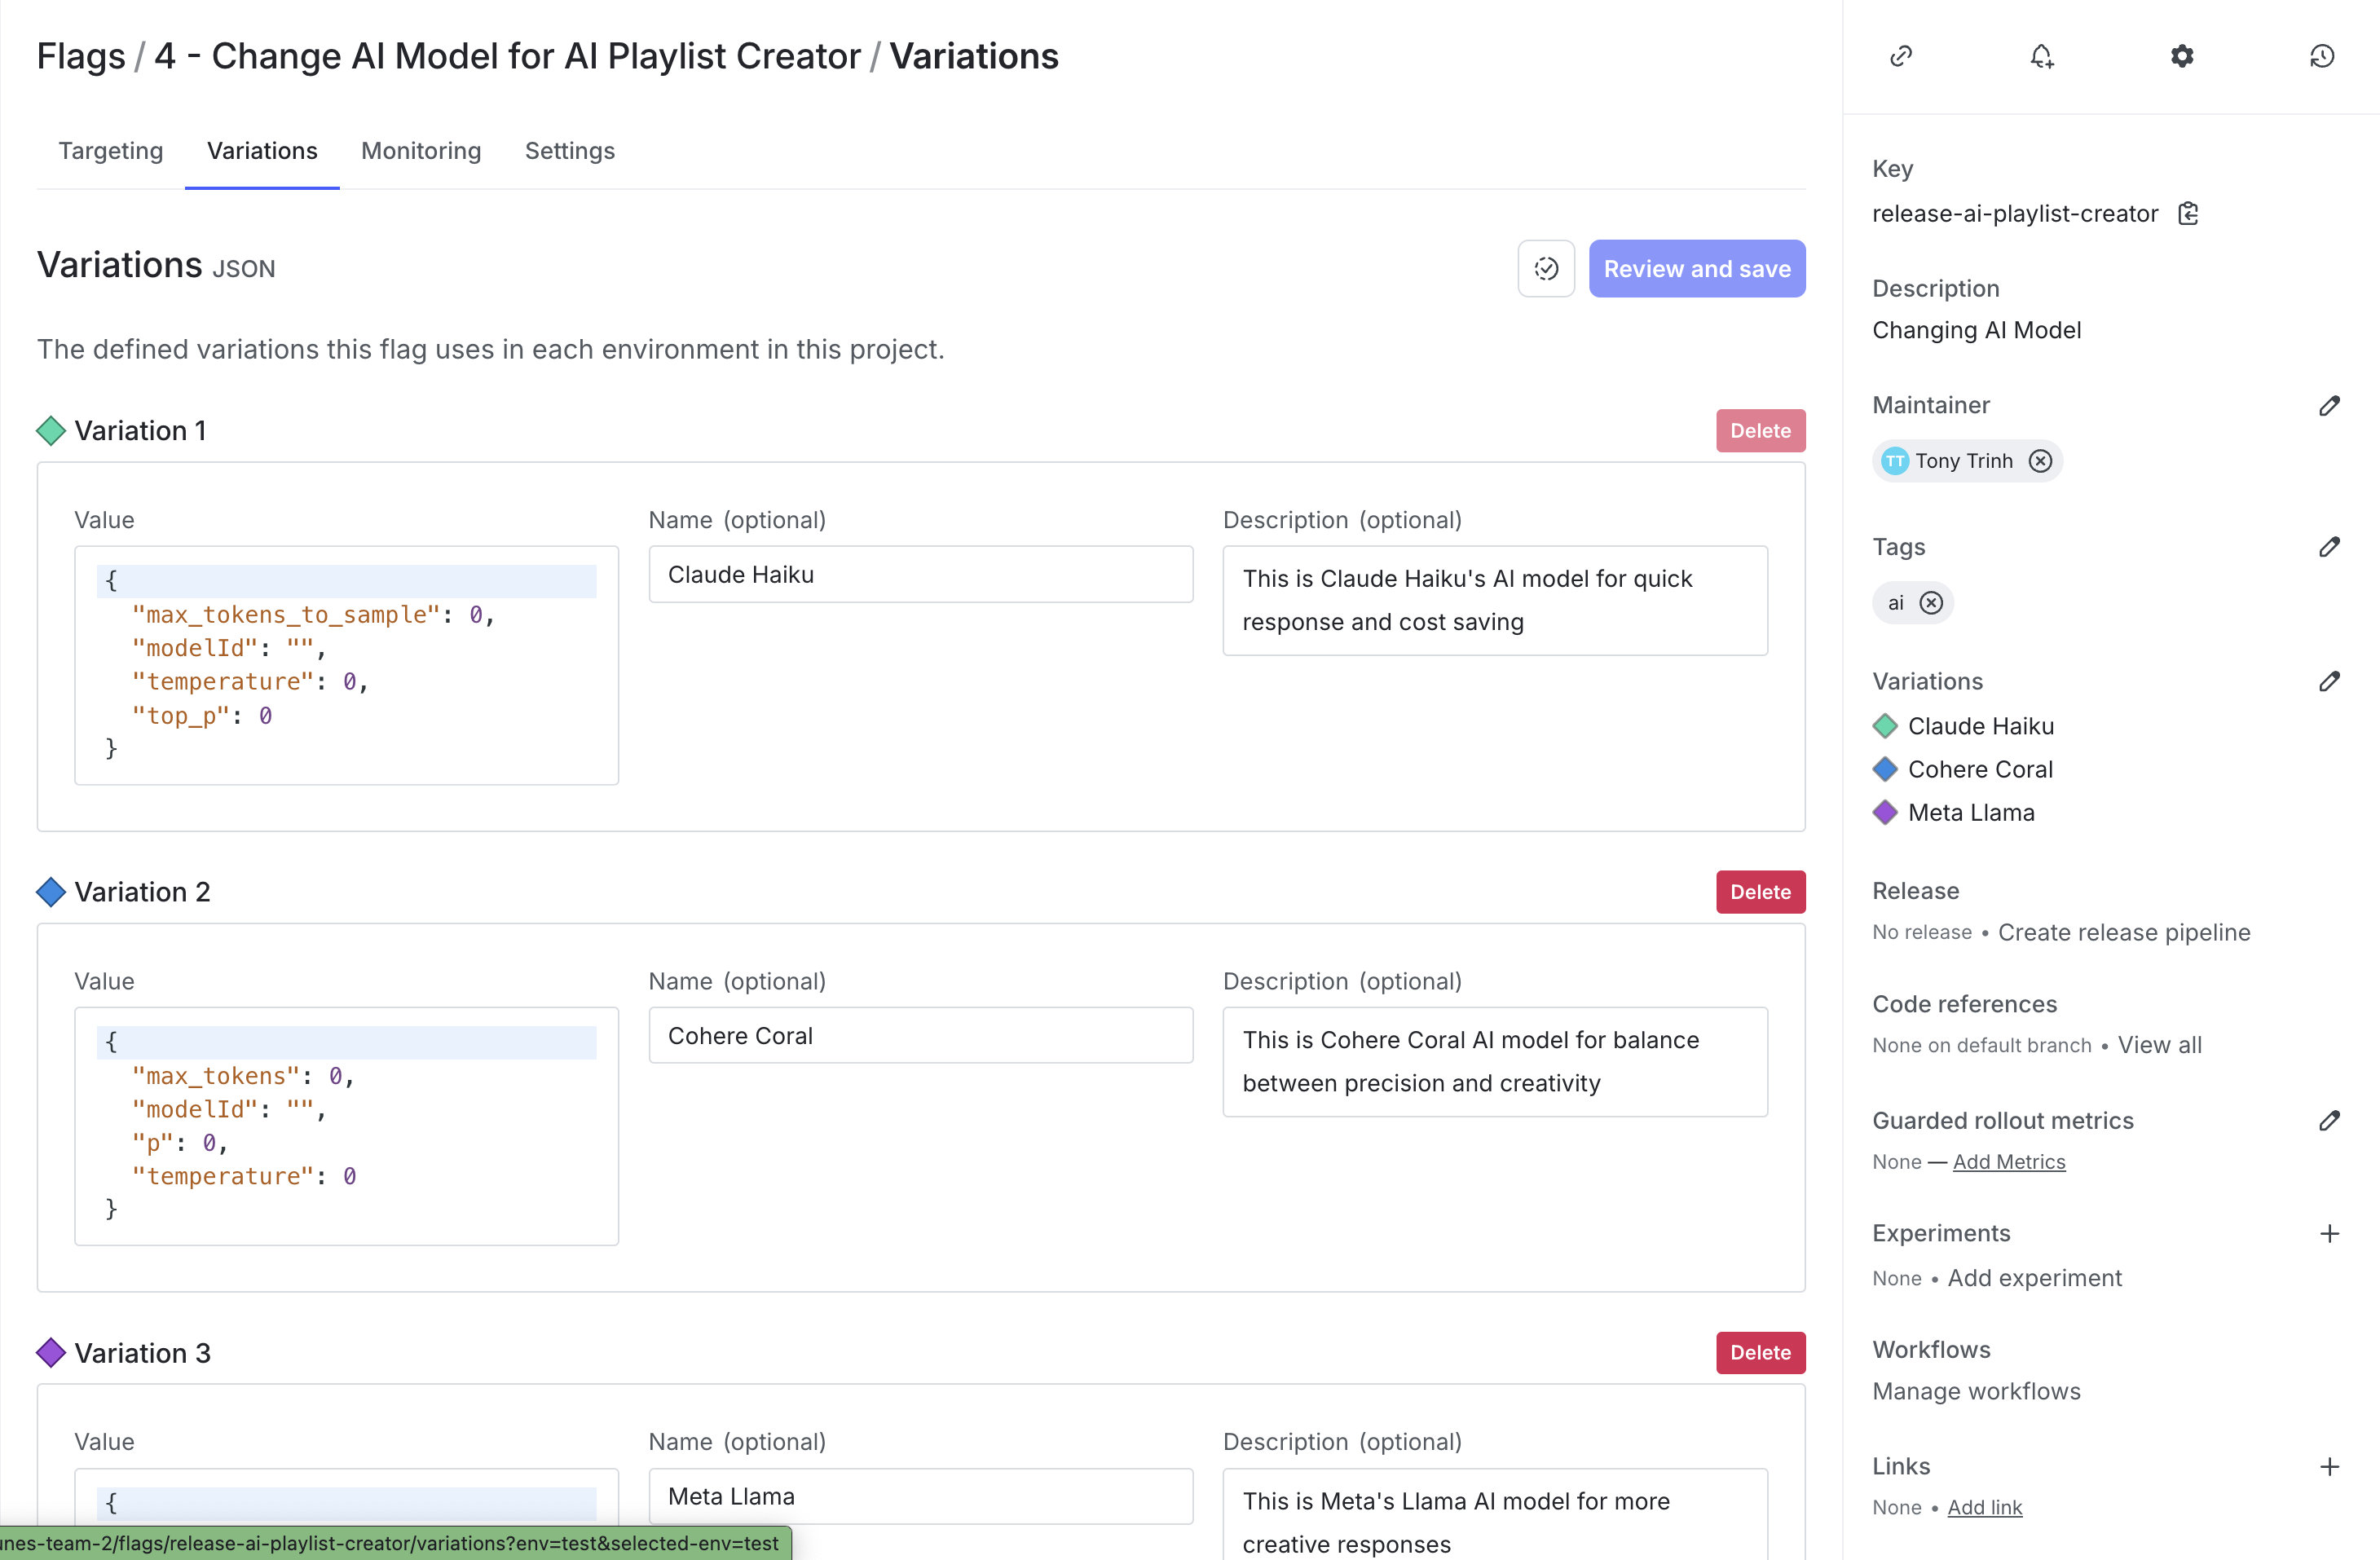 Flags / 4 - Change AI Model for AI Playlist Creator / Variations
Targeting
Variations
Monitoring
Settings
Variations JSON
Review and save
The defined variations this flag uses in each environment in this project.
Variation 1
Delete
Value
{
"max_tokens_to_sample": 0,
"modelId": "",
"temperature": 0,
"top_p": 0
}
Name (optional)
Claude Haiku
Description (optional)
This is Claude Haiku's AI model for quick
response and cost saving
Variation 2
Delete
Value
{
"max_tokens": 0,
"modelId": "",
"p": 0,
"temperature": 0
}
Name (optional)
Cohere Coral
Description (optional)
This is Cohere Coral AI model for balance
between precision and creativity
Variation 3
Delete
Value
{
Name (optional)
Meta Llama
Description (optional)
This is Meta's Llama AI model for more
creative responses
nes-team-2/flags/release-ai-playlist-creator/variations?env=test&selected-env=test
Key
release-ai-playlist-creator
Description
Changing AI Model
Maintainer
TT Tony Trinh
Tags
ai
Variations
Claude Haiku
Cohere Coral
Meta Llama
Release
No release • Create release pipeline
Code references
None on default branch • View all
Guarded rollout metrics
None — Add Metrics
Experiments
None • Add experiment
Workflows
Manage workflows
Links
None • Add link